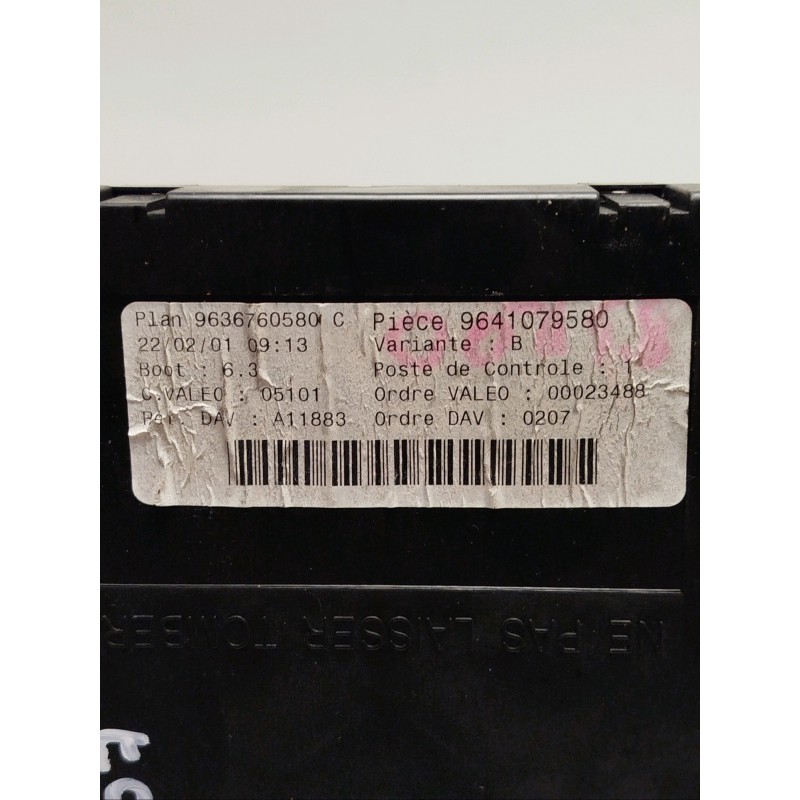 Plan 9636760580 C Pièce 9641079580
22/02/01 09:13 Variante : B
Boot : 6.3 Poste de Controle : 1
C.VALEO : 05101 Ordre VALEO : 00023488
Ref. DAV : A11883 Ordre DAV : 0207
NE PAS LAISSER TOMBER